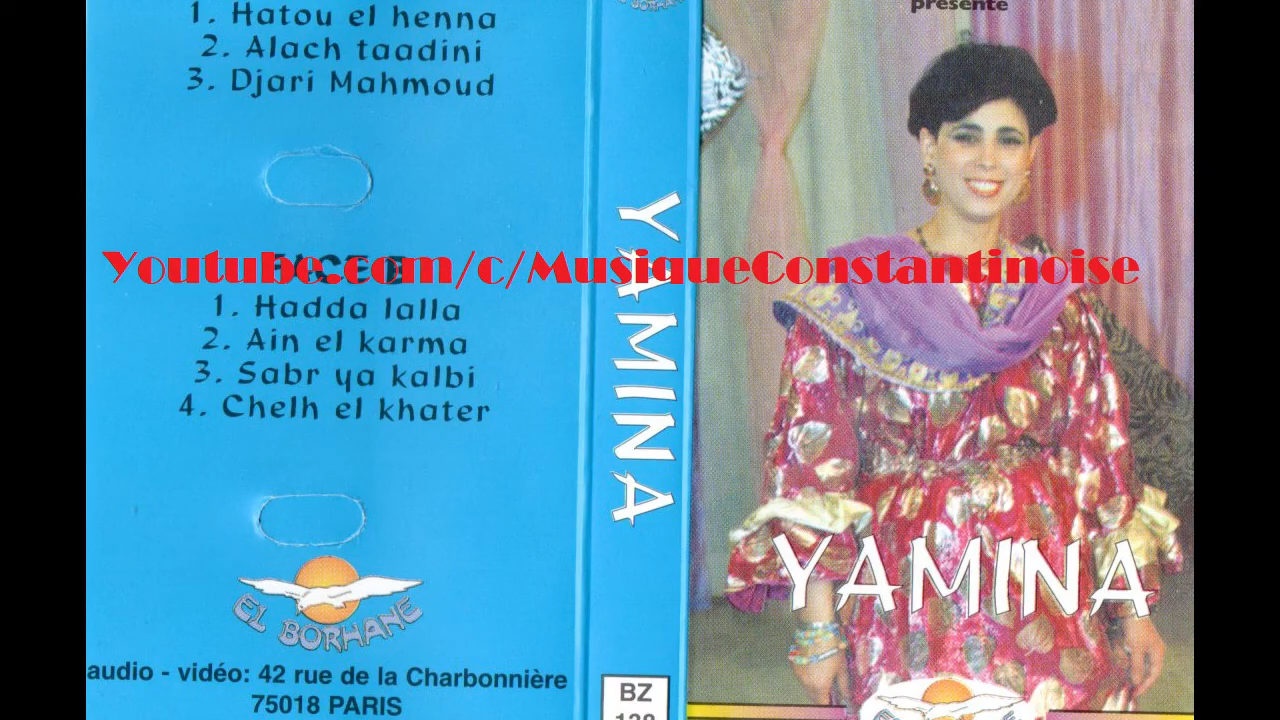 1. Hatou el henna
2. Alach taadini
3. Djari Mahmoud
Youtube.com/c/MusiqueConstantinoise
1. Hadda lalla
2. Ain el karma
3. Sabr ya kalbi
4. Chelh el khater
EL BORHANE
audio - vidéo: 42 rue de la Charbonnière
75018 PARIS
YAMINA
BZ
présente
YAMINA